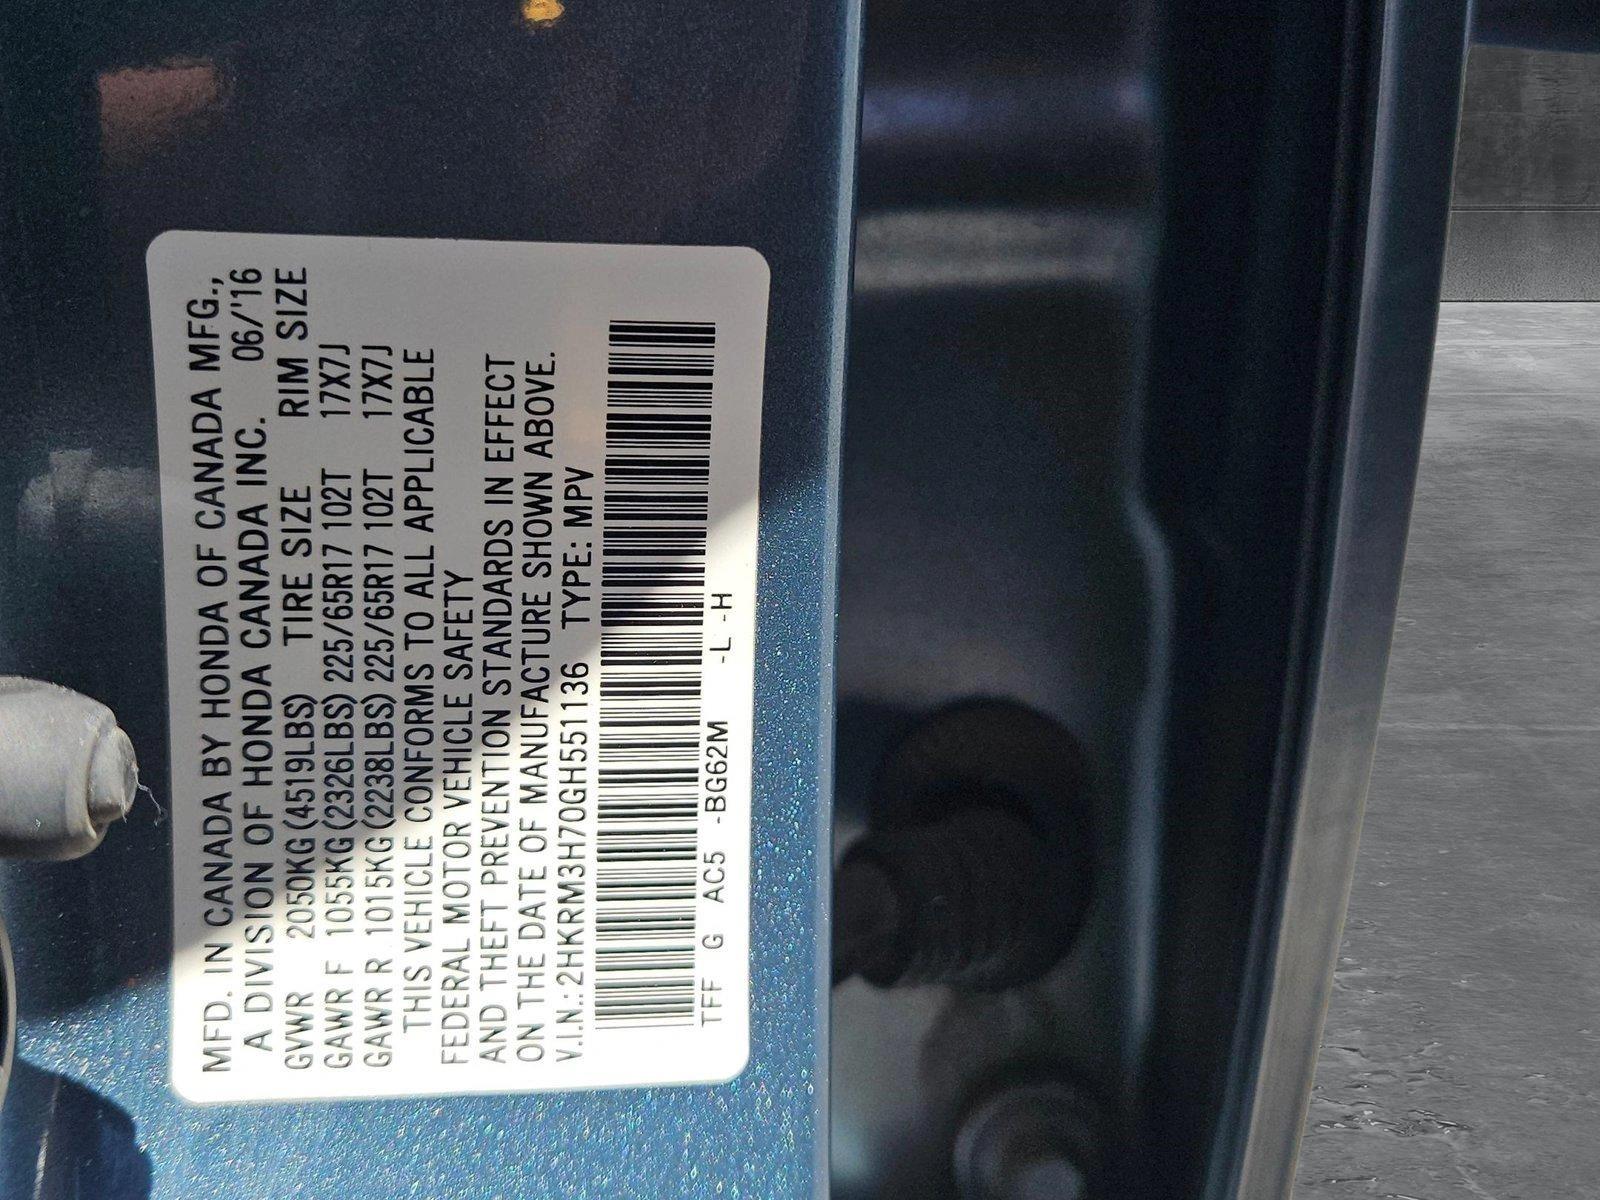 MFD. IN CANADA BY HONDA OF CANADA MFG.,
A DIVISION OF HONDA CANADA INC. 06/'16
GVWR 2050KG (4519LBS) TIRE SIZE RIM SIZE
GAWR F 1055KG (2326LBS) 225/65R17 102T 17X7J
GAWR R 1015KG (2238LBS) 225/65R17 102T 17X7J
THIS VEHICLE CONFORMS TO ALL APPLICABLE
FEDERAL MOTOR VEHICLE SAFETY
AND THEFT PREVENTION STANDARDS IN EFFECT
ON THE DATE OF MANUFACTURE SHOWN ABOVE.
V.I.N.: 2HKRM3H70GH551136 TYPE: MPV
TFF G AC5 -BG62M -L -H